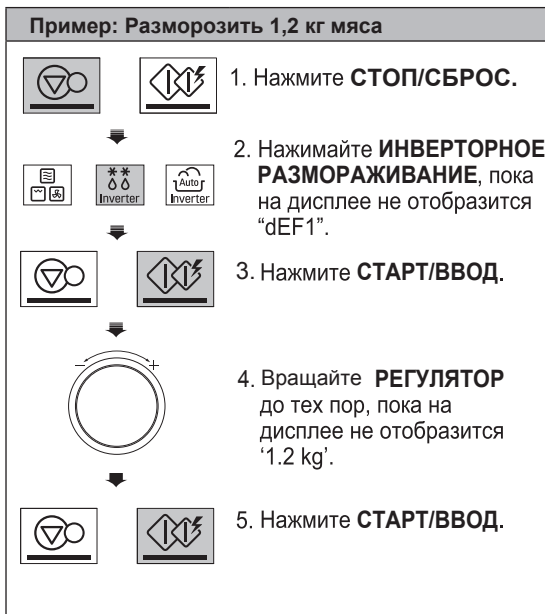 Пример: Разморозить 1,2 кг мяса
1. Нажмите СТОП/СБРОС.
2. Нажимайте ИНВЕРТОРНОЕ
РАЗМОРАЖИВАНИЕ, пока
на дисплее не отобразится
“dEF1”.
Inverter
Auto
Inverter
3. Нажмите СТАРТ/ВВОД.
− +
4. Вращайте РЕГУЛЯТОР
до тех пор, пока на
дисплее не отобразится
‘1.2 kg’.
5. Нажмите СТАРТ/ВВОД.